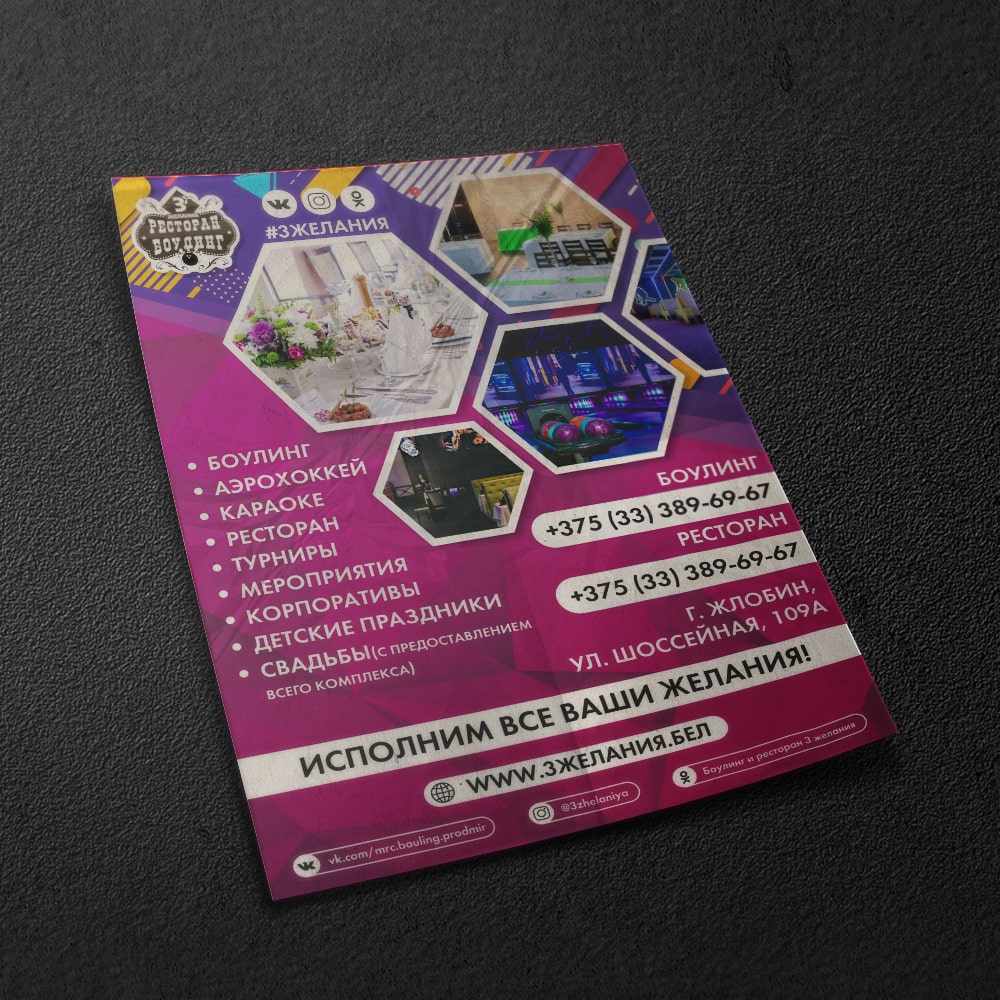 3
ЖЕЛАНИЯ
РЕСТОРАН
БОУЛИНГ
#3ЖЕЛАНИЯ
• БОУЛИНГ
• АЭРОХОККЕЙ
• КАРАОКЕ
• РЕСТОРАН
• ТУРНИРЫ
• МЕРОПРИЯТИЯ
• КОРПОРАТИВЫ
• ДЕТСКИЕ ПРАЗДНИКИ
• СВАДЬБЫ(С ПРЕДОСТАВЛЕНИЕМ
ВСЕГО КОМПЛЕКСА)
БОУЛИНГ
+375 (33) 389-69-67
РЕСТОРАН
+375 (33) 389-69-67
Г. ЖЛОБИН,
УЛ. ШОССЕЙНАЯ, 109А
ИСПОЛНИМ ВСЕ ВАШИ ЖЕЛАНИЯ!
WWW.3ЖЕЛАНИЯ.БЕЛ
vk.com/mrc.bouling.prodmir
@3zhelaniya
Боулинг и ресторан 3 желания